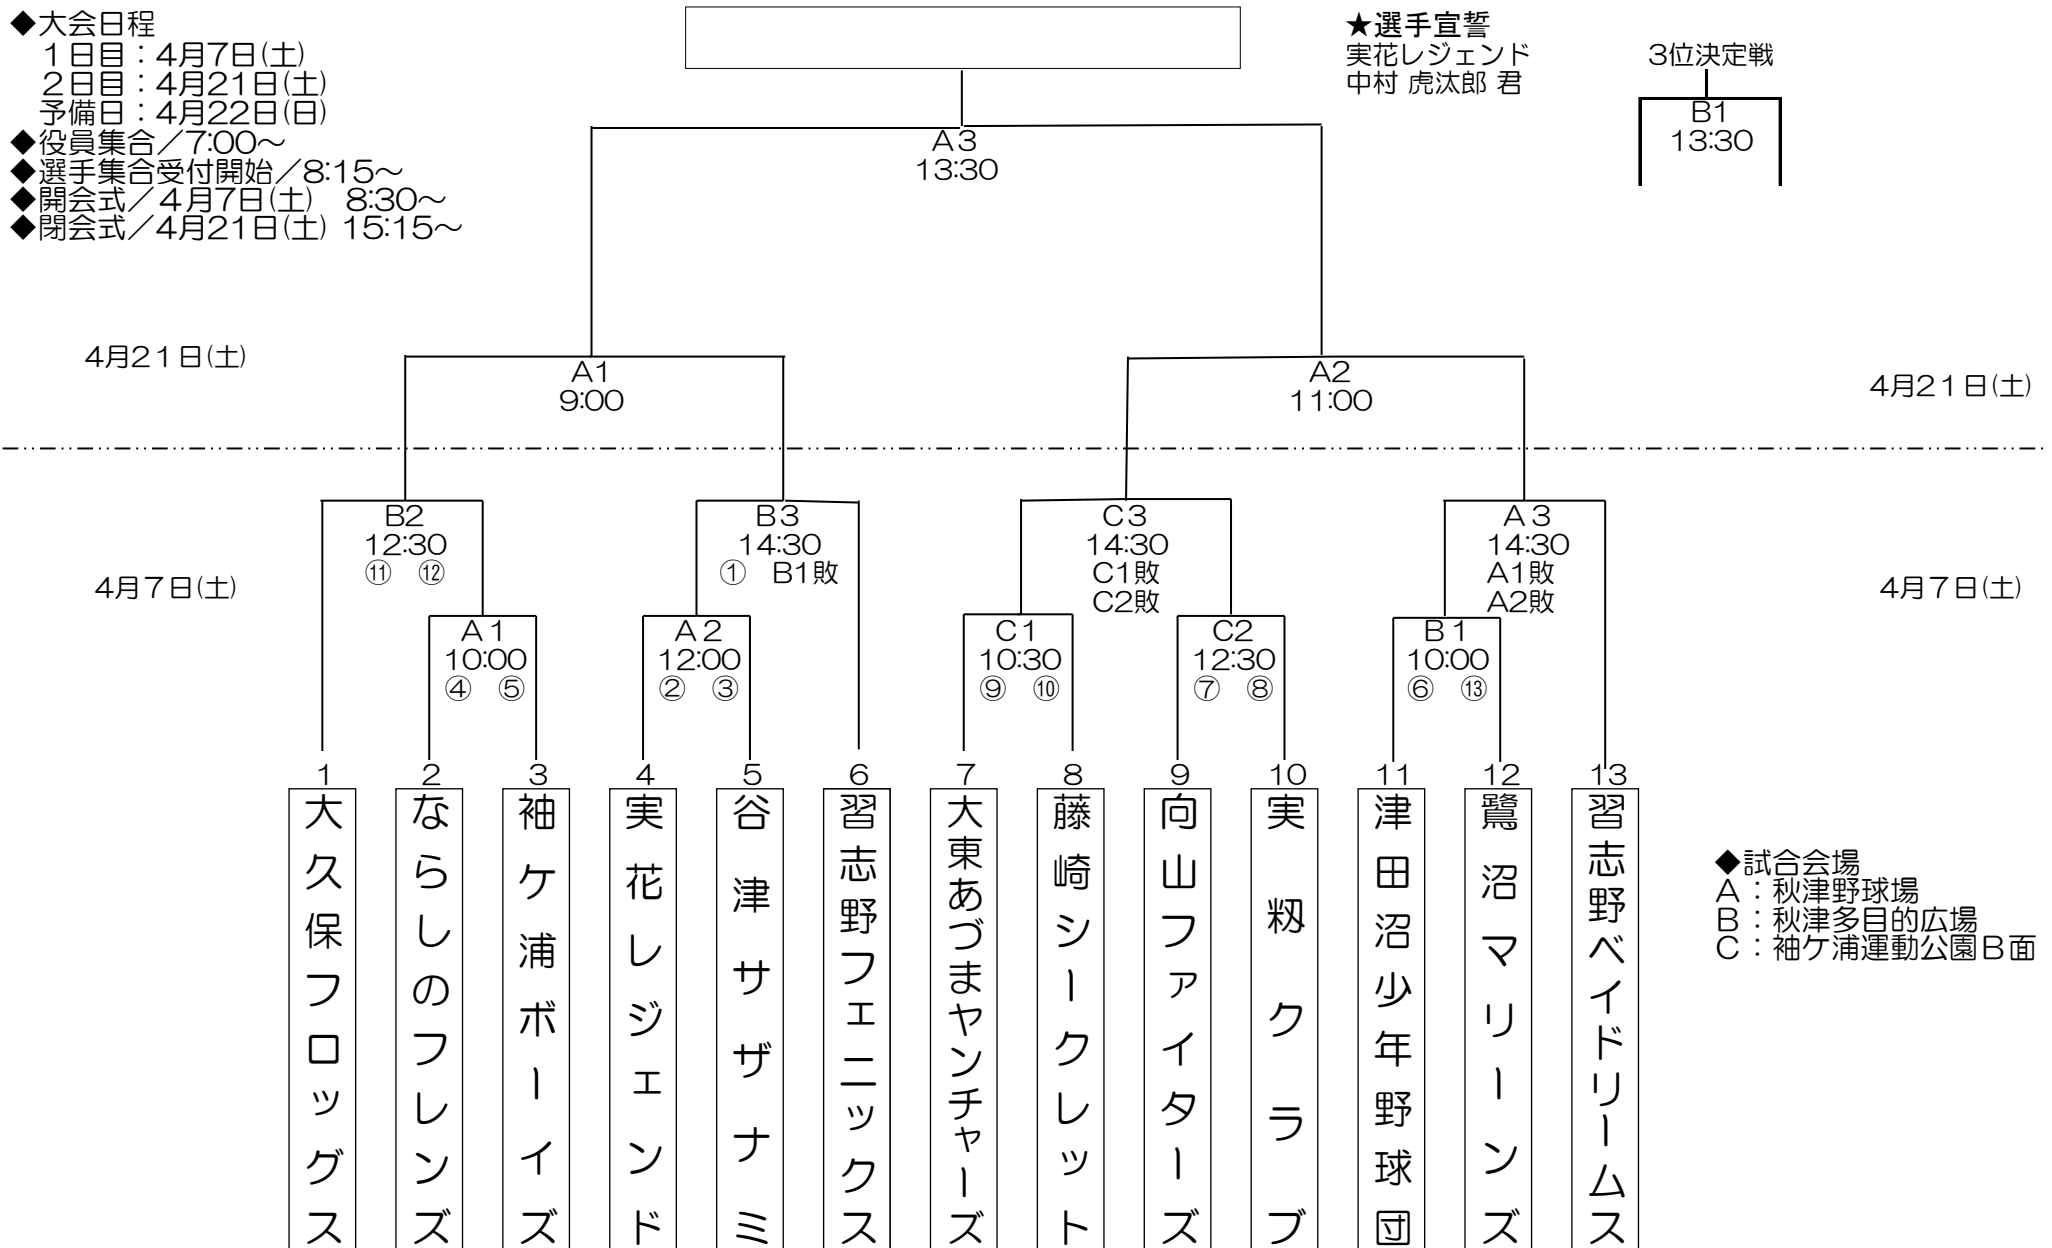 ◆大会日程
１日目：４月７日(土)
２日目：４月２１日(土)
予備日：４月２２日(日)
◆役員集合／7:00～
◆選手集合受付開始／8:15～
◆開会式／４月７日(土)　8:30～
◆閉会式／４月２１日(土) 15:15～
★選手宣誓
実花レジェンド
中村 虎汰郎 君
3位決定戦
B1
13:30
A3
13:30
４月２１日(土)
A1
9:00
A2
11:00
４月２１日(土)
B2
12:30
⑪　⑫
B3
14:30
①　B1敗
C3
14:30
C1敗
C2敗
A3
14:30
A1敗
A2敗
４月７日(土)
４月７日(土)
A1
10:00
④　⑤
A2
12:00
②　③
C1
10:30
⑨　⑩
C2
12:30
⑦　⑧
B1
10:00
⑥　⑬
1
大久保フロッグス
2
ならしのフレンズ
3
袖ケ浦ボーイズ
4
実花レジェンド
5
谷津サザナミ
6
習志野フェニックス
7
大東あづまヤンチャーズ
8
藤崎シークレット
9
向山ファイターズ
10
実籾クラブ
11
津田沼少年野球団
12
鷺沼マリーンズ
13
習志野ベイドリームス
◆試合会場
A：秋津野球場
B：秋津多目的広場
C：袖ケ浦運動公園B面